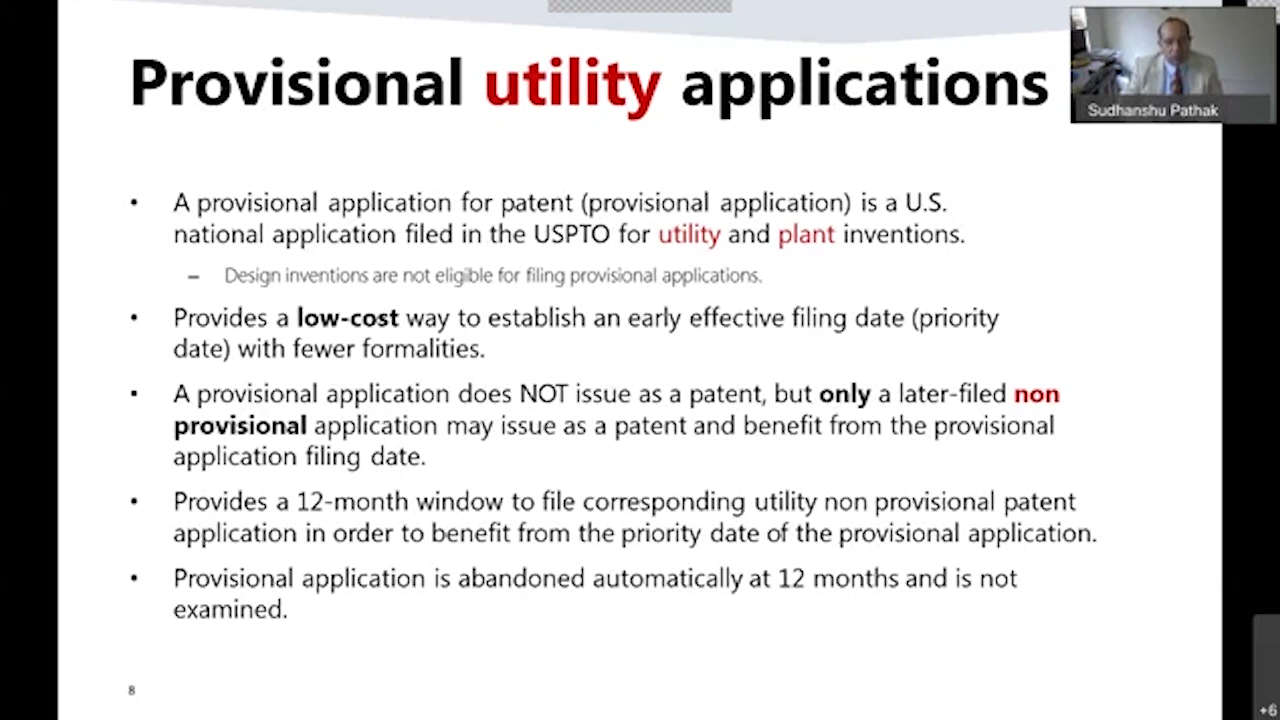 Provisional utility applications
Sudhanshu Pathak
• A provisional application for patent (provisional application) is a U.S.
national application filed in the USPTO for utility and plant inventions.
– Design inventions are not eligible for filing provisional applications.
• Provides a low-cost way to establish an early effective filing date (priority
date) with fewer formalities.
• A provisional application does NOT issue as a patent, but only a later-filed non
provisional application may issue as a patent and benefit from the provisional
application filing date.
• Provides a 12-month window to file corresponding utility non provisional patent
application in order to benefit from the priority date of the provisional application.
• Provisional application is abandoned automatically at 12 months and is not
examined.
8
+6